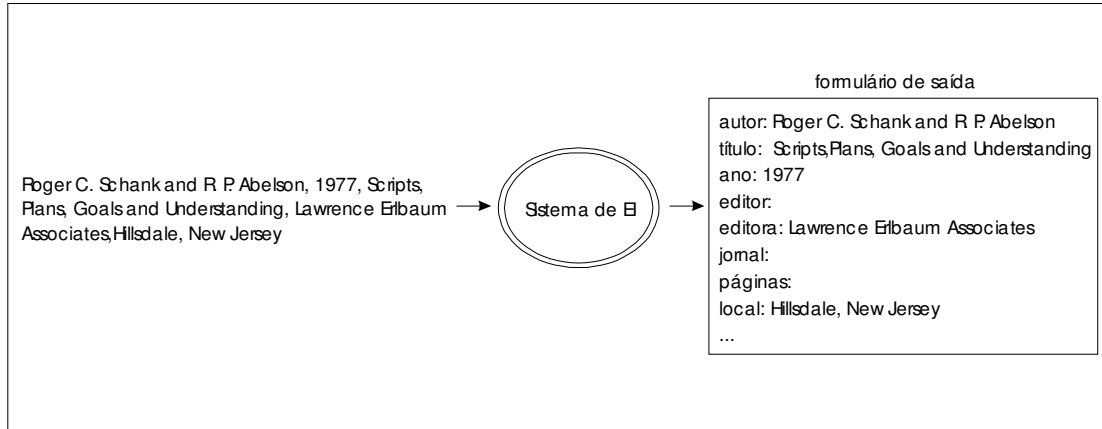 Roger C. Schank and R. P. Abelson, 1977, Scripts,
Plans, Goals and Understanding, Lawrence Erlbaum
Associates,Hillsdale, New Jersey
Sistema de EI
formulário de saída
autor: Roger C. Schank and R. P. Abelson
título: Scripts,Plans, Goals and Understanding
ano: 1977
editor:
editora: Lawrence Erlbaum Associates
jornal:
páginas:
local: Hillsdale, New Jersey
...